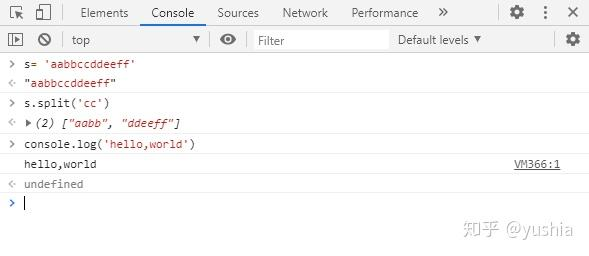 Elements Console Sources Network Performance »
top Filter Default levels
> s= 'aabbccddeeff'
"aabbccddeeff"
> s.split('cc')
(2) ["aabb", "ddeeff"]
> console.log('hello,world')
hello,world VM366:1
undefined
>
知乎 @yushia